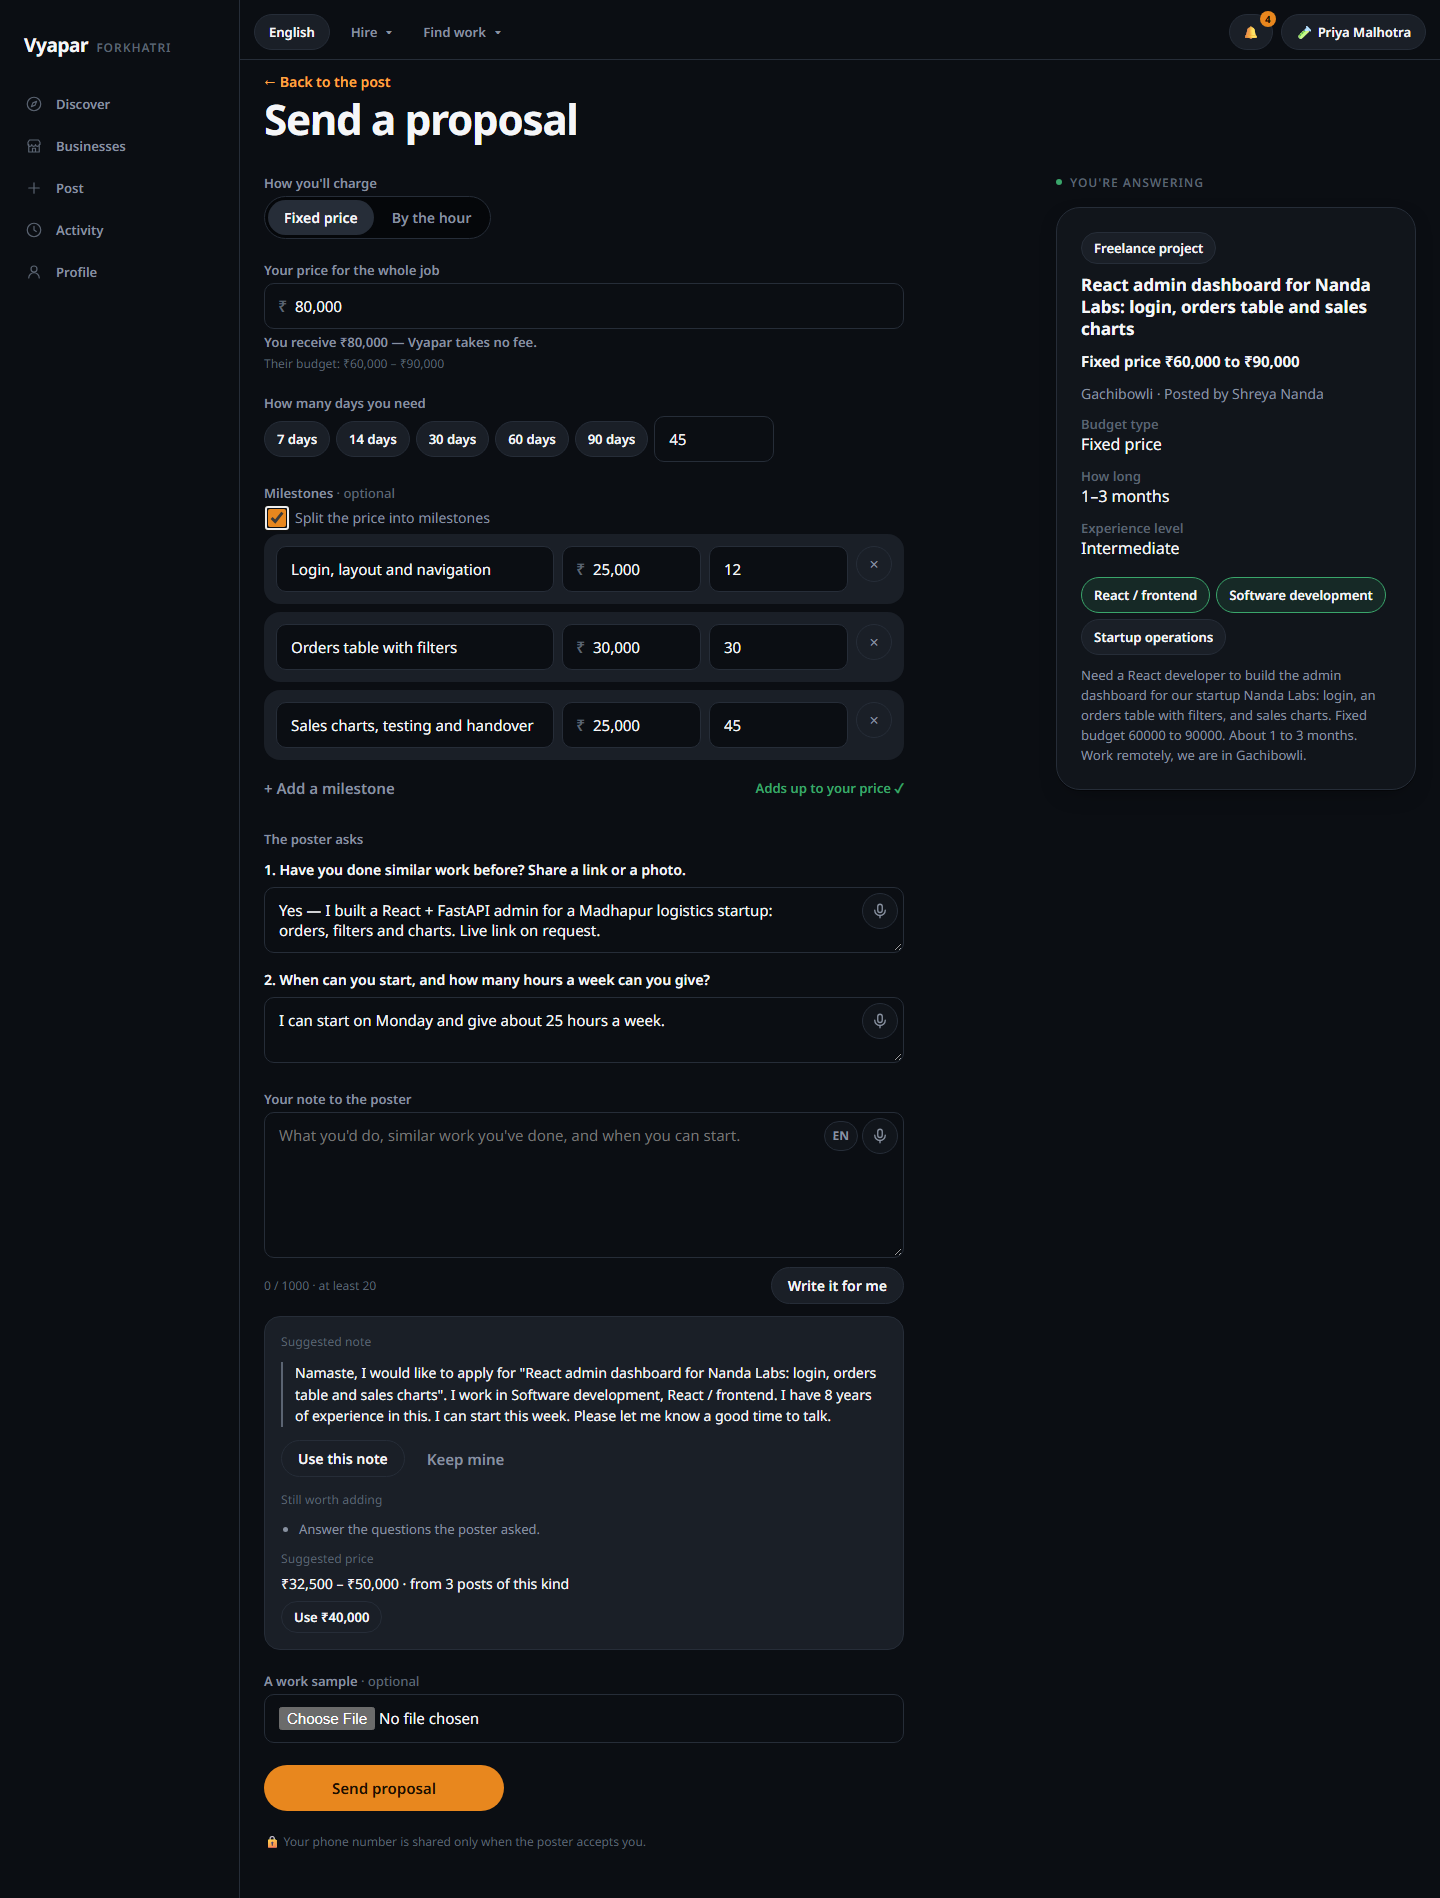 Vyapar FORKHATRI
Discover
Businesses
Post
Activity
Profile
English
Hire
Find work
4
Priya Malhotra
← Back to the post
Send a proposal
How you'll charge
Fixed price
By the hour
Your price for the whole job
₹ 80,000
You receive ₹80,000 — Vyapar takes no fee.
Their budget: ₹60,000 – ₹90,000
How many days you need
7 days
14 days
30 days
60 days
90 days
45
Milestones · optional
Split the price into milestones
Login, layout and navigation
₹ 25,000
12
×
Orders table with filters
₹ 30,000
30
×
Sales charts, testing and handover
₹ 25,000
45
×
+ Add a milestone
Adds up to your price ✓
The poster asks
1. Have you done similar work before? Share a link or a photo.
Yes — I built a React + FastAPI admin for a Madhapur logistics startup:
orders, filters and charts. Live link on request.
2. When can you start, and how many hours a week can you give?
I can start on Monday and give about 25 hours a week.
Your note to the poster
What you'd do, similar work you've done, and when you can start.
EN
0 / 1000 · at least 20
Write it for me
Suggested note
Namaste, I would like to apply for "React admin dashboard for Nanda Labs: login, orders
table and sales charts". I work in Software development, React / frontend. I have 8 years
of experience in this. I can start this week. Please let me know a good time to talk.
Use this note
Keep mine
Still worth adding
• Answer the questions the poster asked.
Suggested price
₹32,500 – ₹50,000 · from 3 posts of this kind
Use ₹40,000
A work sample · optional
Choose File No file chosen
Send proposal
Your phone number is shared only when the poster accepts you.
YOU'RE ANSWERING
Freelance project
React admin dashboard for Nanda
Labs: login, orders table and sales
charts
Fixed price ₹60,000 to ₹90,000
Gachibowli · Posted by Shreya Nanda
Budget type
Fixed price
How long
1–3 months
Experience level
Intermediate
React / frontend
Software development
Startup operations
Need a React developer to build the admin
dashboard for our startup Nanda Labs: login, an
orders table with filters, and sales charts. Fixed
budget 60000 to 90000. About 1 to 3 months.
Work remotely, we are in Gachibowli.